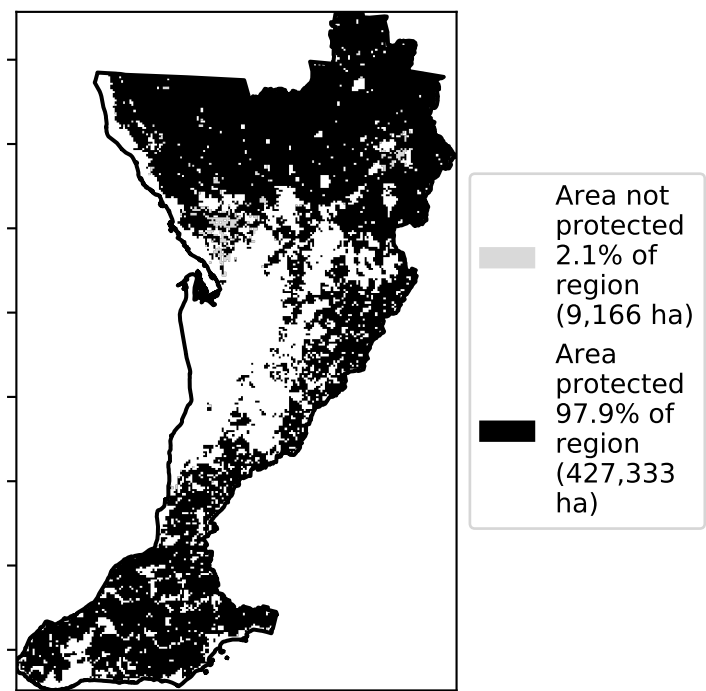 Area not
protected
2.1% of
region
(9,166 ha)
Area
protected
97.9% of
region
(427,333
ha)